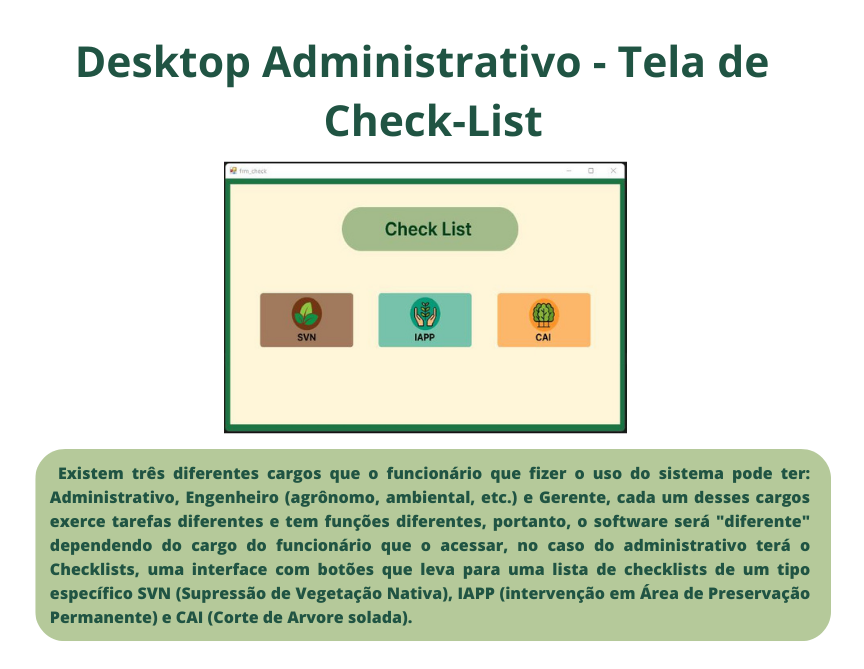 Desktop Administrativo - Tela de
Check-List
frm_check
Check List
SVN
IAPP
CAI
Existem três diferentes cargos que o funcionário que fizer o uso do sistema pode ter:
Administrativo, Engenheiro (agrônomo, ambiental, etc.) e Gerente, cada um desses cargos
exerce tarefas diferentes e tem funções diferentes, portanto, o software será "diferente"
dependendo do cargo do funcionário que o acessar, no caso do administrativo terá o
Checklists, uma interface com botões que leva para uma lista de checklists de um tipo
específico SVN (Supressão de Vegetação Nativa), IAPP (intervenção em Área de Preservação
Permanente) e CAI (Corte de Arvore solada).